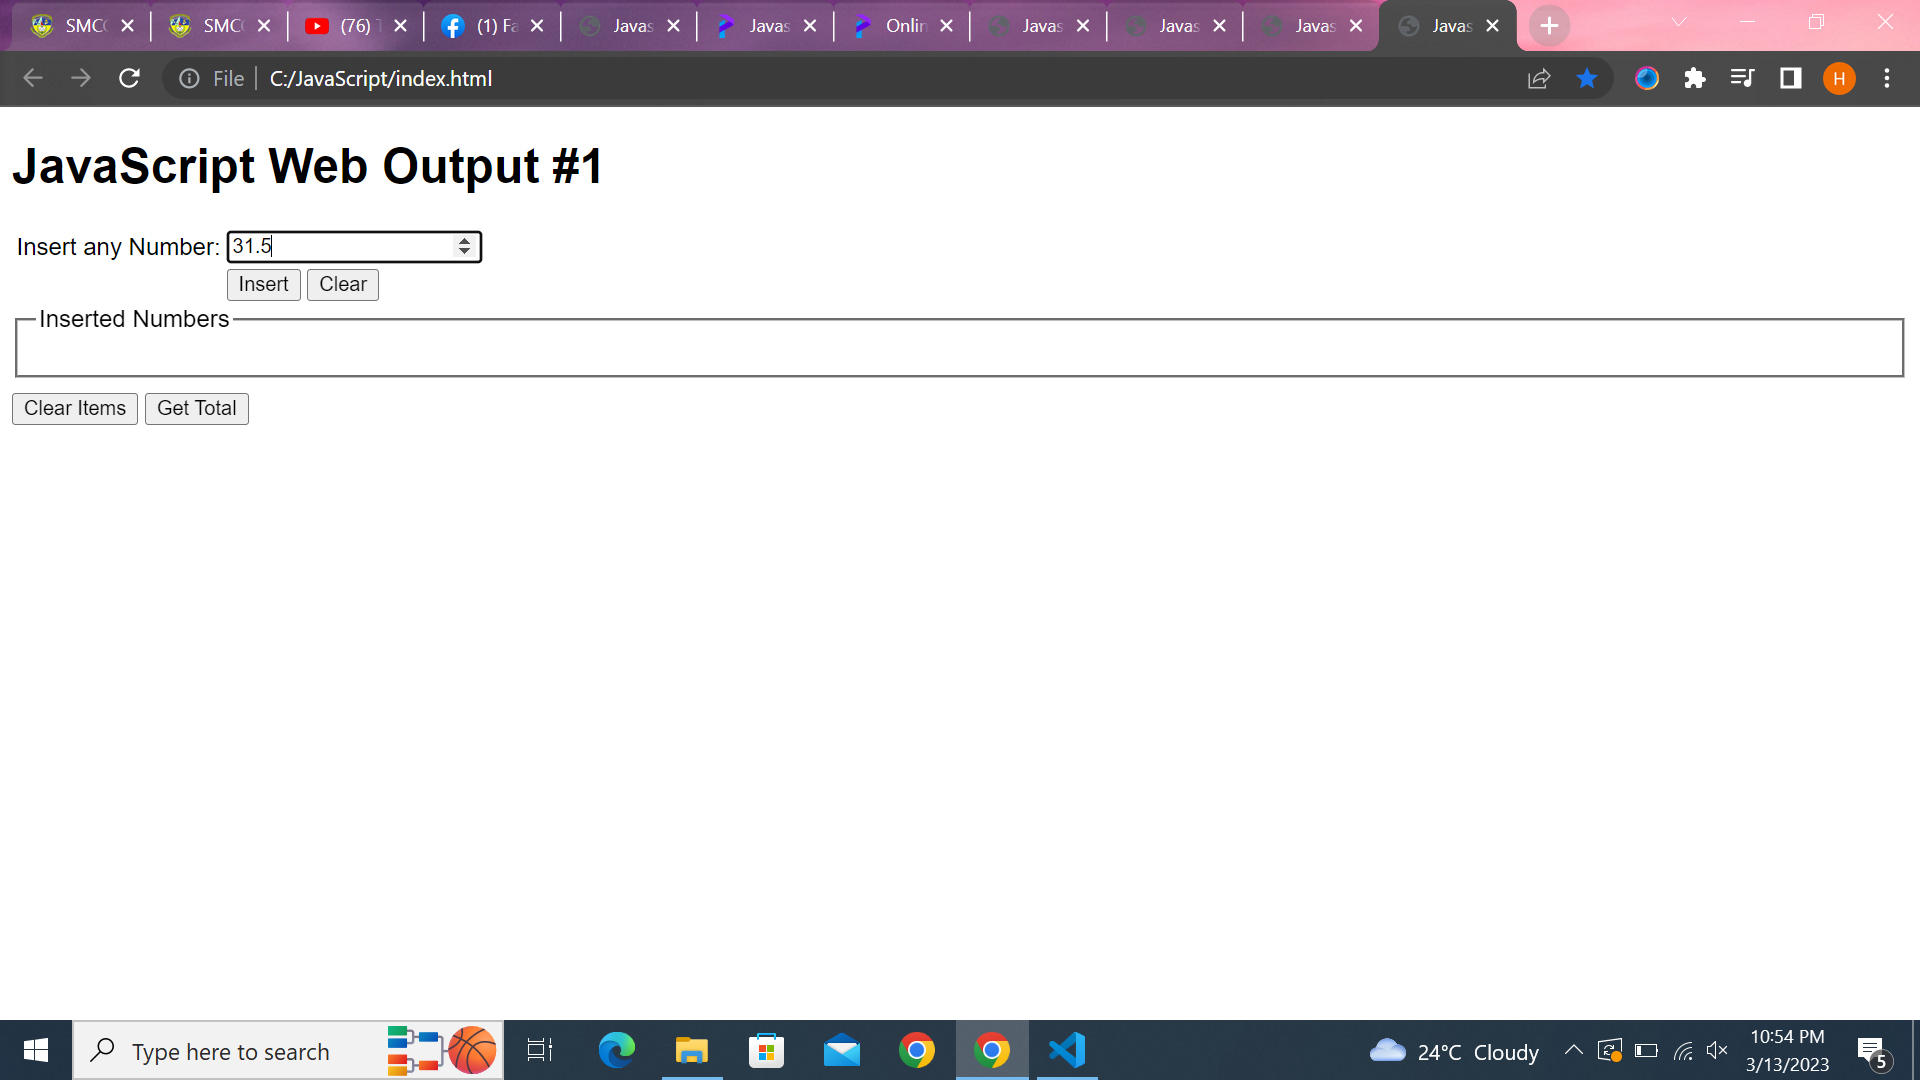 SMCC SMCC (76) T (1) Fa Javas Javas Onlin Javas Javas Javas Javas
File C:/JavaScript/index.html H
JavaScript Web Output #1
Insert any Number: 31.5
Insert Clear
Inserted Numbers
Clear Items Get Total
Type here to search 24°C Cloudy 10:54 PM
3/13/2023 5